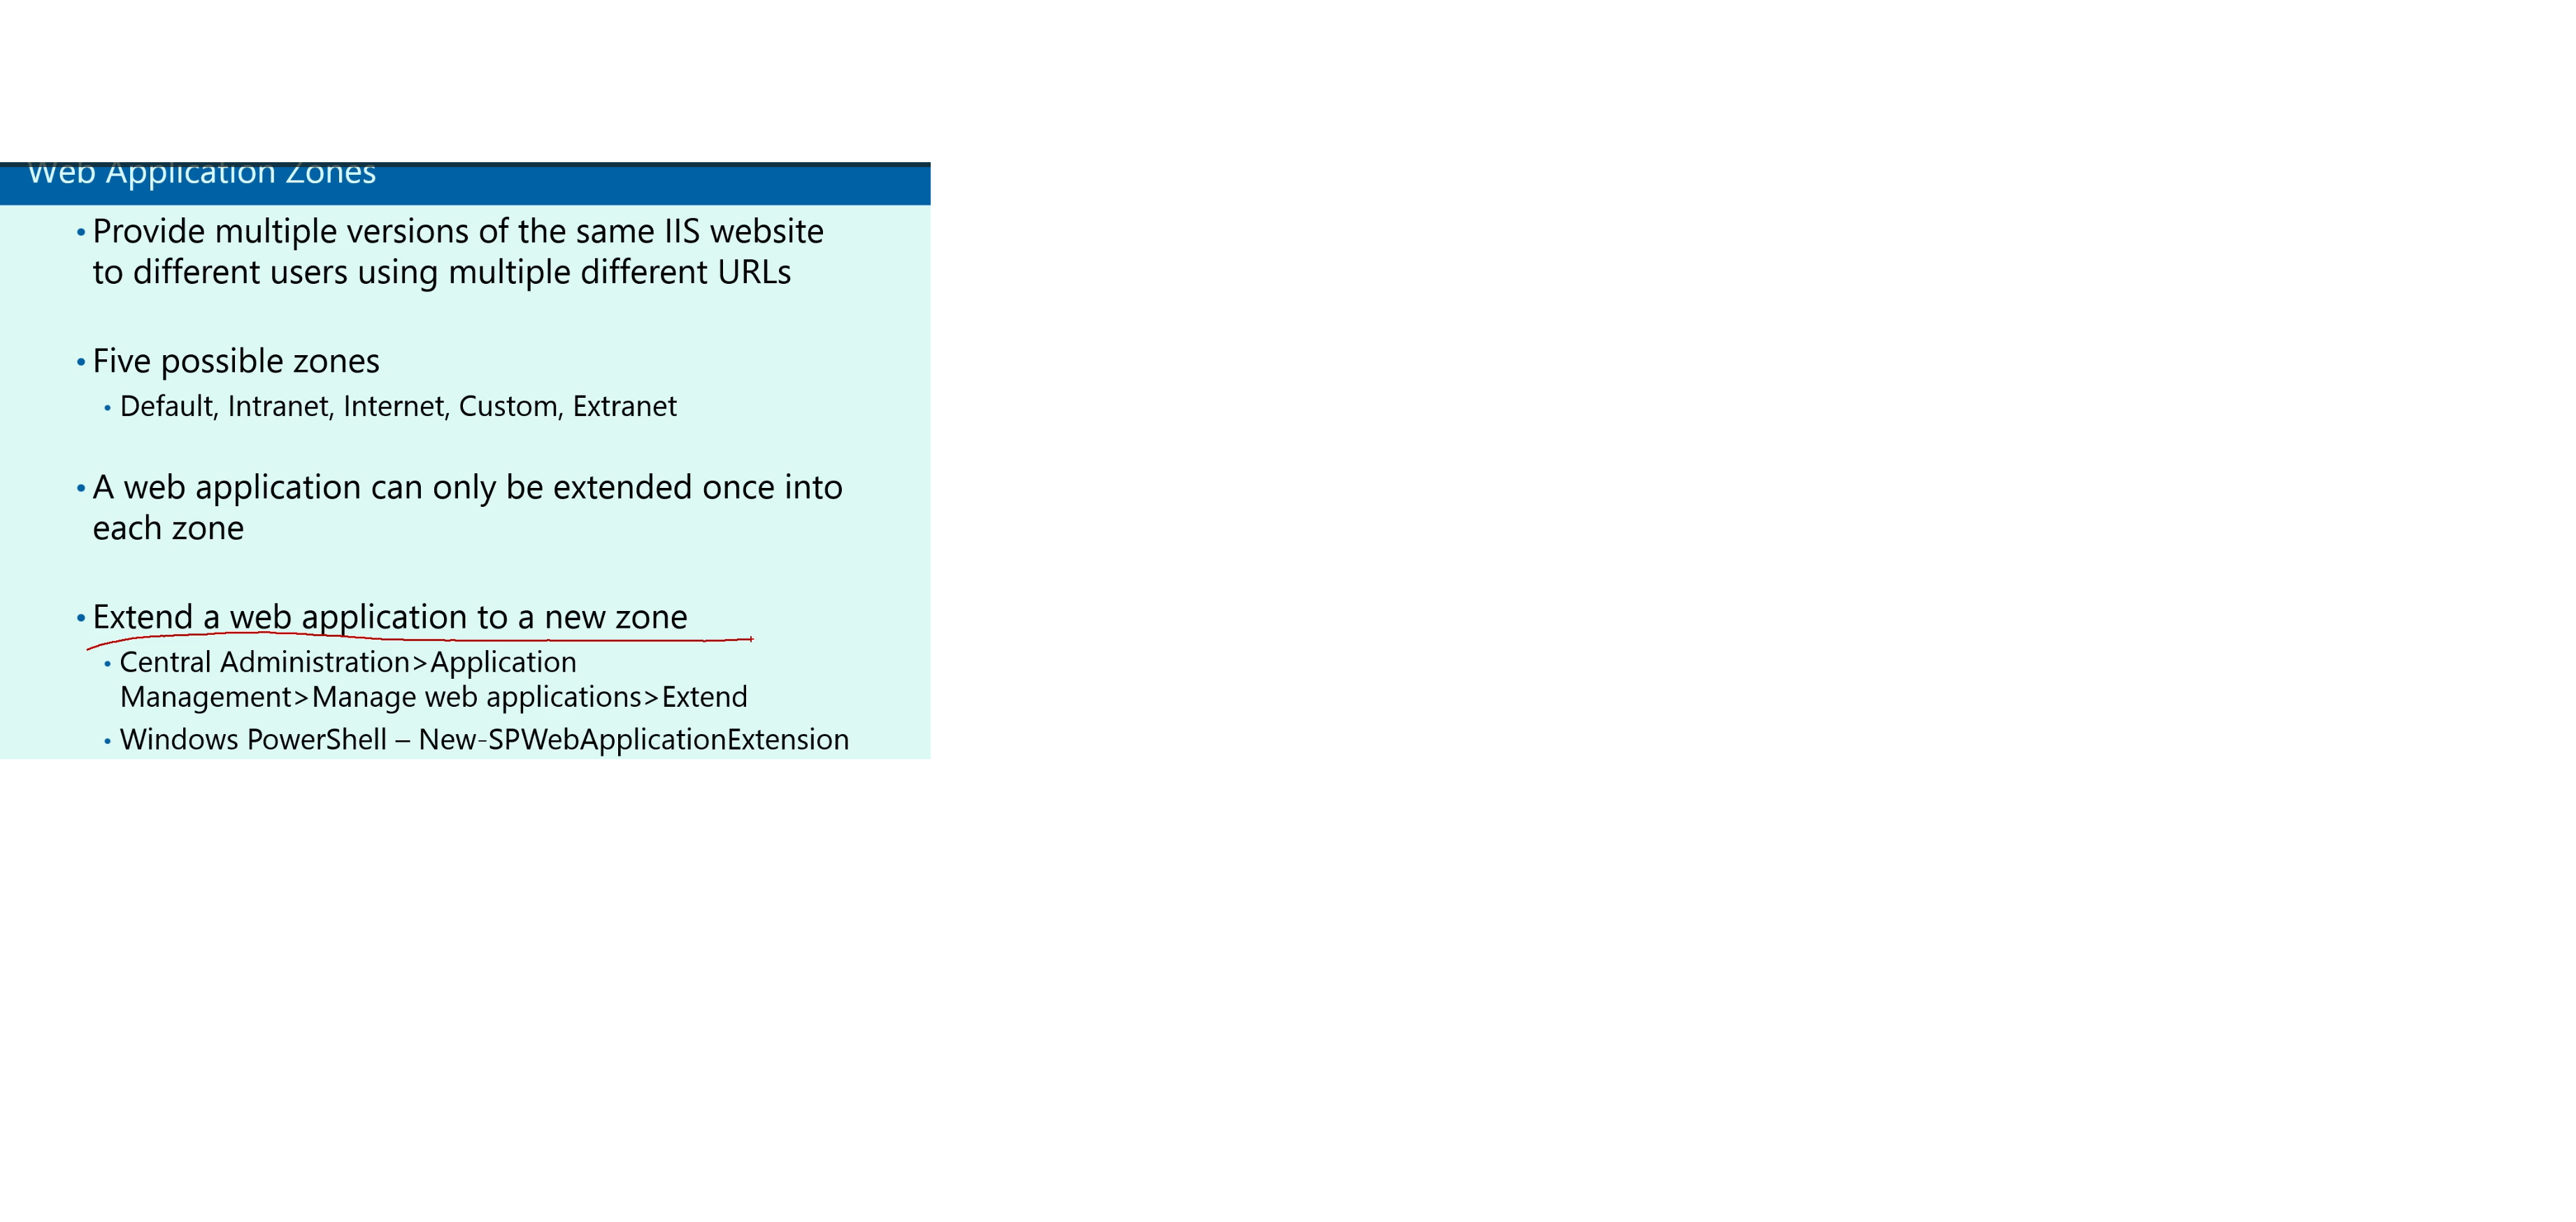 Web Application Zones
• Provide multiple versions of the same IIS website
to different users using multiple different URLs
• Five possible zones
• Default, Intranet, Internet, Custom, Extranet
• A web application can only be extended once into
each zone
• Extend a web application to a new zone
• Central Administration>Application
Management>Manage web applications>Extend
• Windows PowerShell – New-SPWebApplicationExtension